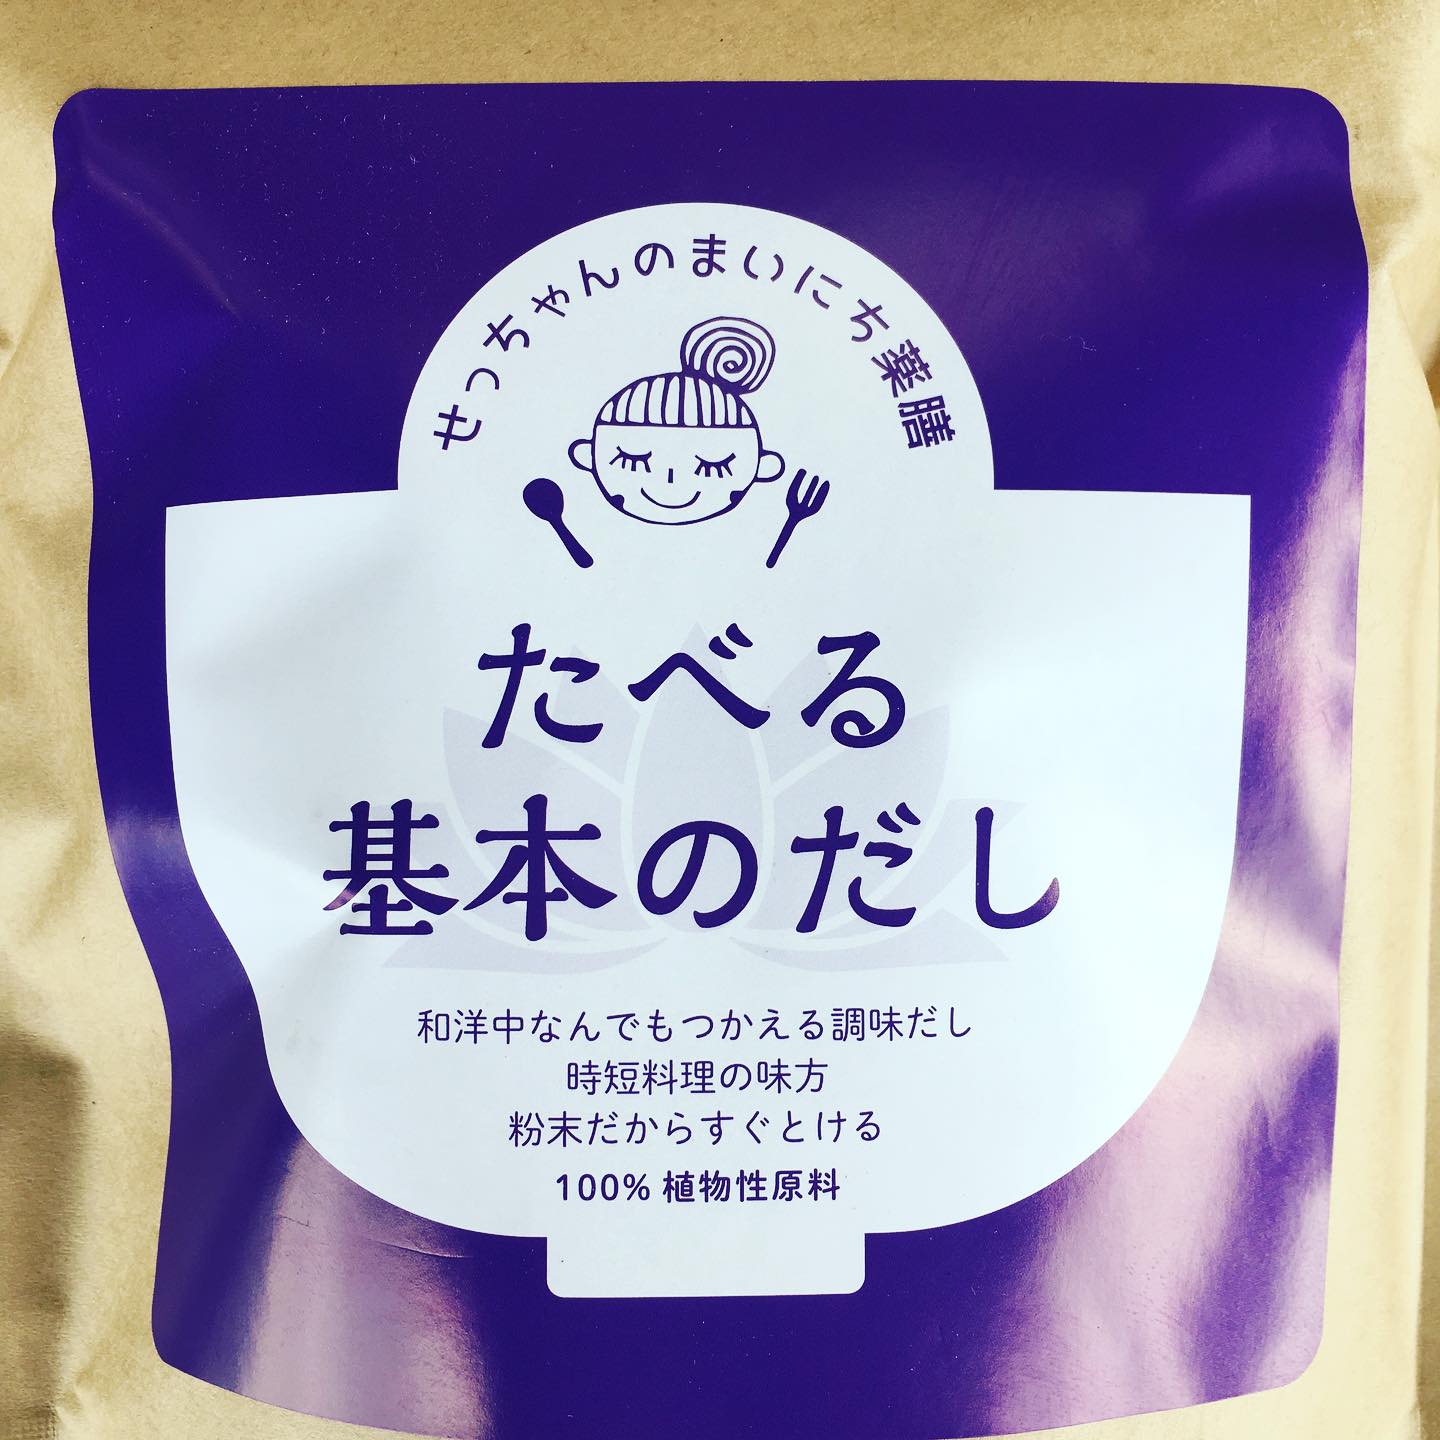 せっちゃんのまいにち薬膳
たべる
基本のだし
和洋中なんでもつかえる調味だし
時短料理の味方
粉末だからすぐとける
100% 植物性原料